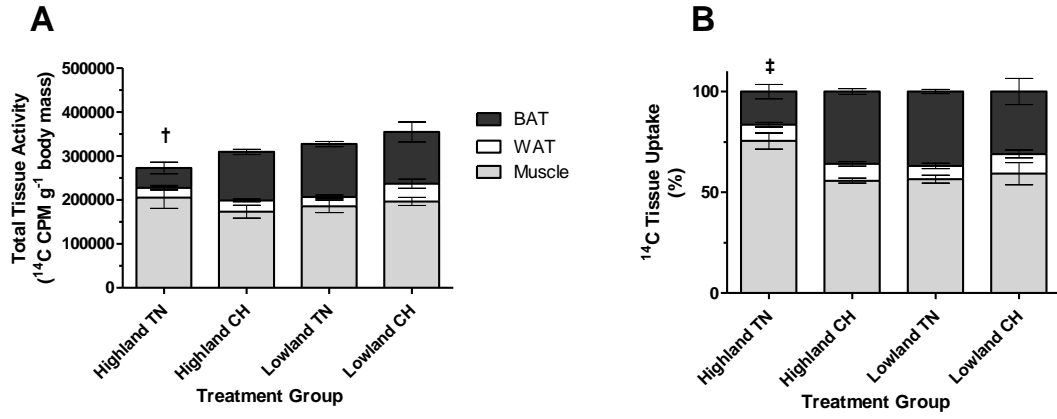 A
Total Tissue Activity
(¹⁴C CPM g⁻¹ body mass)
500000
400000
300000
200000
100000
0
†
BAT
WAT
Muscle
Highland TN
Highland CH
Lowland TN
Lowland CH
Treatment Group
B
¹⁴C Tissue Uptake
(%)
100
50
0
‡
Highland TN
Highland CH
Lowland TN
Lowland CH
Treatment Group